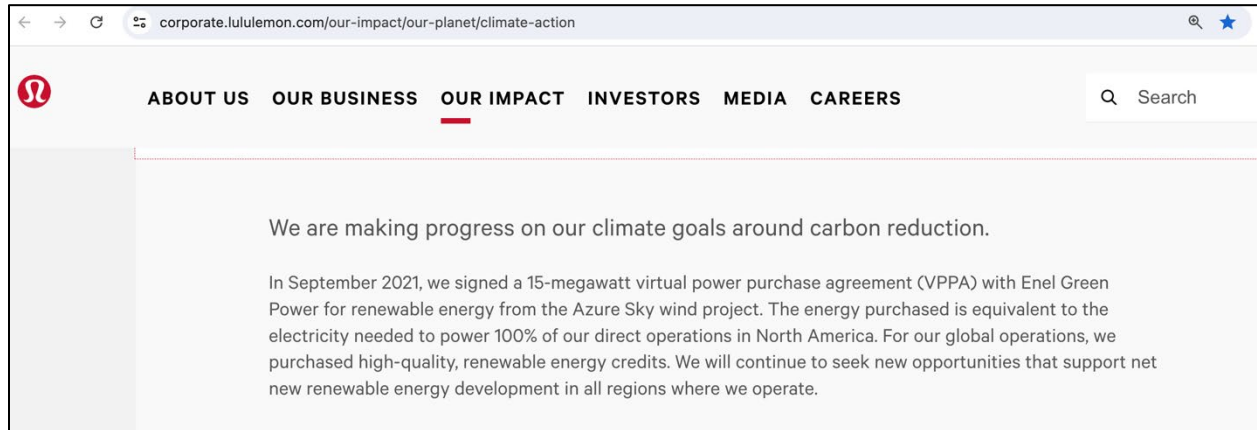 corporate.lululemon.com/our-impact/our-planet/climate-action
ABOUT US OUR BUSINESS OUR IMPACT INVESTORS MEDIA CAREERS Search
We are making progress on our climate goals around carbon reduction.
In September 2021, we signed a 15-megawatt virtual power purchase agreement (VPPA) with Enel Green
Power for renewable energy from the Azure Sky wind project. The energy purchased is equivalent to the
electricity needed to power 100% of our direct operations in North America. For our global operations, we
purchased high-quality, renewable energy credits. We will continue to seek new opportunities that support net
new renewable energy development in all regions where we operate.